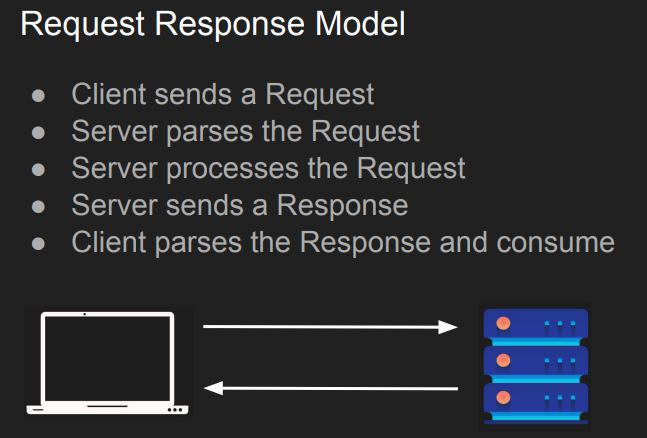 Request Response Model
● Client sends a Request
● Server parses the Request
● Server processes the Request
● Server sends a Response
● Client parses the Response and consume